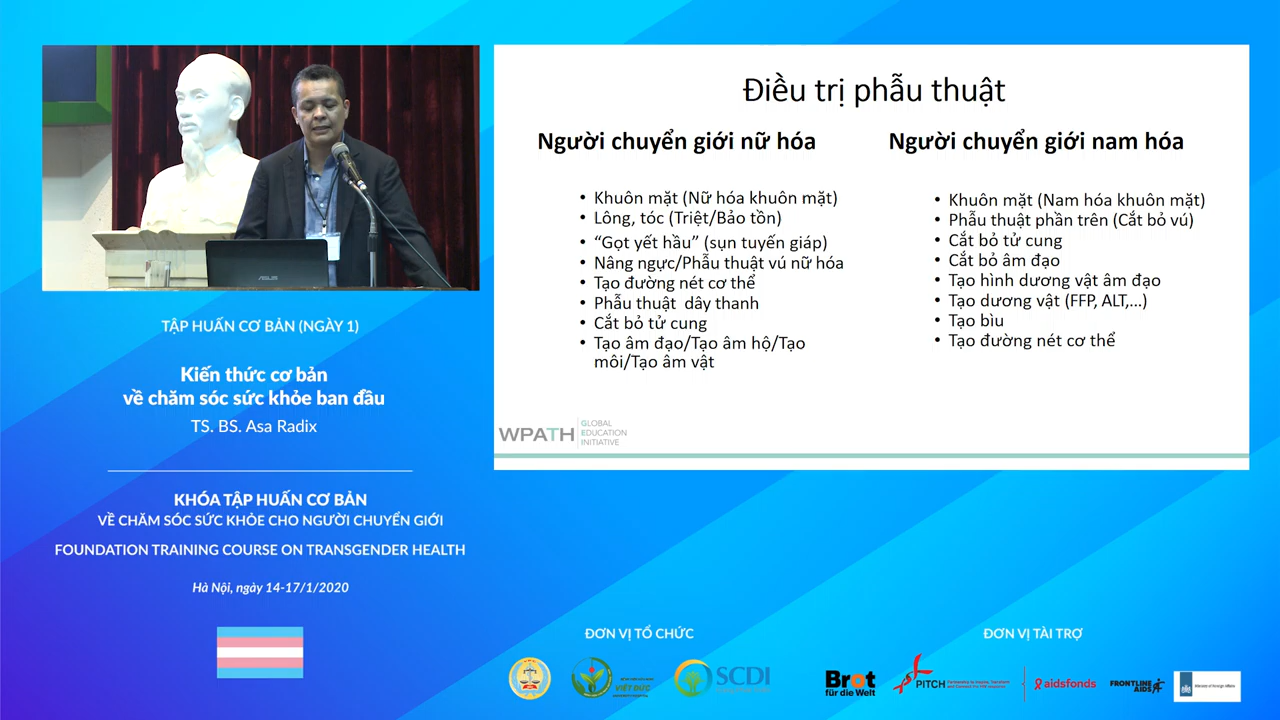 ASUS
TẬP HUẤN CƠ BẢN (NGÀY 1)
Kiến thức cơ bản
về chăm sóc sức khỏe ban đầu
TS. BS. Asa Radix
KHÓA TẬP HUẤN CƠ BẢN
VỀ CHĂM SÓC SỨC KHỎE CHO NGƯỜI CHUYỂN GIỚI
FOUNDATION TRAINING COURSE ON TRANSGENDER HEALTH
Hà Nội, ngày 14-17/1/2020
Điều trị phẫu thuật
Người chuyển giới nữ hóa
• Khuôn mặt (Nữ hóa khuôn mặt)
• Lông, tóc (Triệt/Bảo tồn)
• “Gọt yết hầu” (sụn tuyến giáp)
• Nâng ngực/Phẫu thuật vú nữ hóa
• Tạo đường nét cơ thể
• Phẫu thuật dây thanh
• Cắt bỏ tử cung
• Tạo âm đạo/Tạo âm hộ/Tạo
môi/Tạo âm vật
Người chuyển giới nam hóa
• Khuôn mặt (Nam hóa khuôn mặt)
• Phẫu thuật phần trên (Cắt bỏ vú)
• Cắt bỏ tử cung
• Cắt bỏ âm đạo
• Tạo hình dương vật âm đạo
• Tạo dương vật (FFP, ALT,...)
• Tạo bìu
• Tạo đường nét cơ thể
WPATH
GLOBAL
EDUCATION
INITIATIVE
ĐƠN VỊ TỔ CHỨC
VIỆT ĐỨC
SCDI
ĐƠN VỊ TÀI TRỢ
Brot
für die Welt
PITCH
aidsfonds
FRONTLINE
AIDS
Ministry of Foreign Affairs